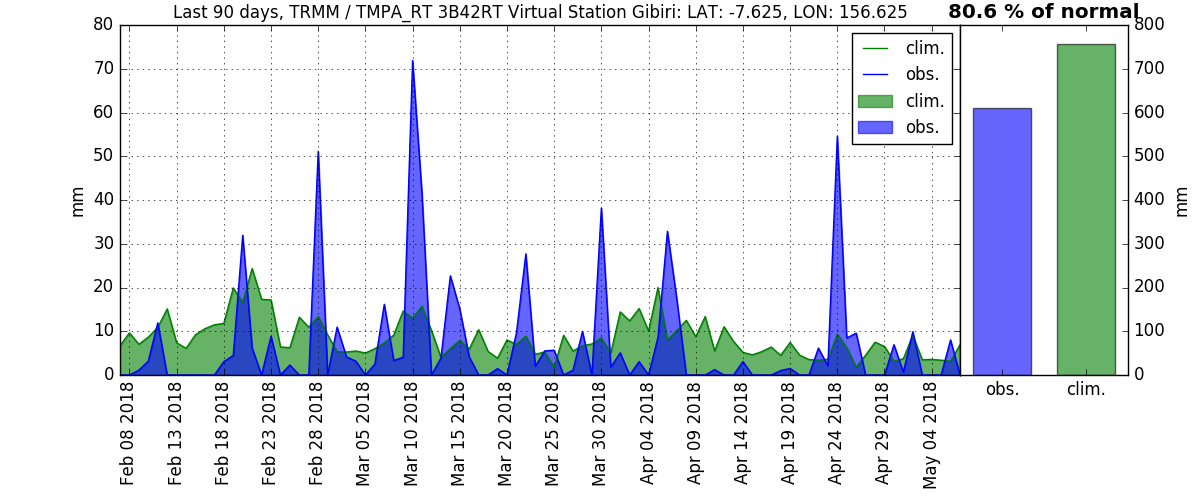 Last 90 days, TRMM / TMPA_RT 3B42RT Virtual Station Gibiri: LAT: -7.625, LON: 156.625
80.6 % of normal
80
70
60
50
40
30
20
10
0
mm
clim.
obs.
clim.
obs.
Feb 08 2018
Feb 13 2018
Feb 18 2018
Feb 23 2018
Feb 28 2018
Mar 05 2018
Mar 10 2018
Mar 15 2018
Mar 20 2018
Mar 25 2018
Mar 30 2018
Apr 04 2018
Apr 09 2018
Apr 14 2018
Apr 19 2018
Apr 24 2018
Apr 29 2018
May 04 2018
800
700
600
500
400
300
200
100
0
mm
obs.
clim.